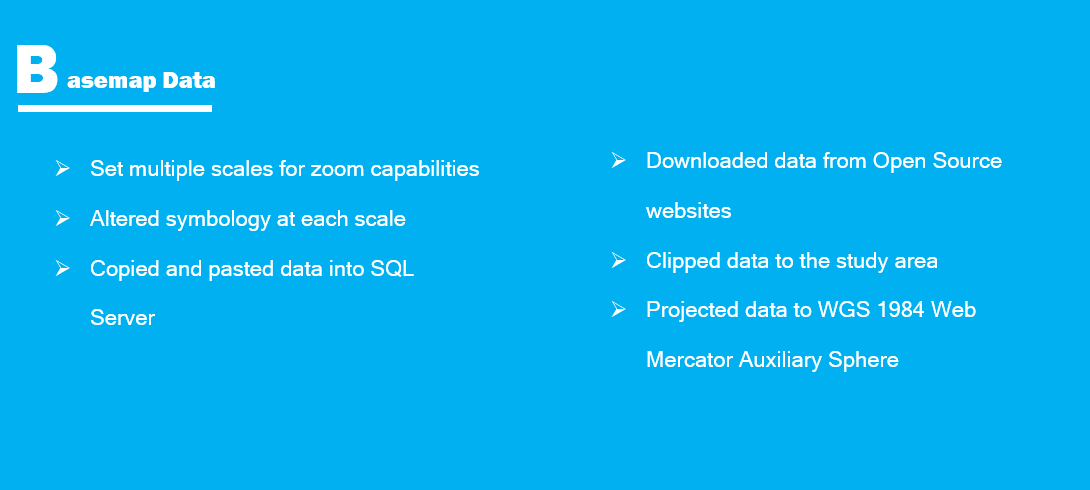 Basemap Data
➢ Set multiple scales for zoom capabilities
➢ Altered symbology at each scale
➢ Copied and pasted data into SQL
Server
➢ Downloaded data from Open Source
websites
➢ Clipped data to the study area
➢ Projected data to WGS 1984 Web
Mercator Auxiliary Sphere